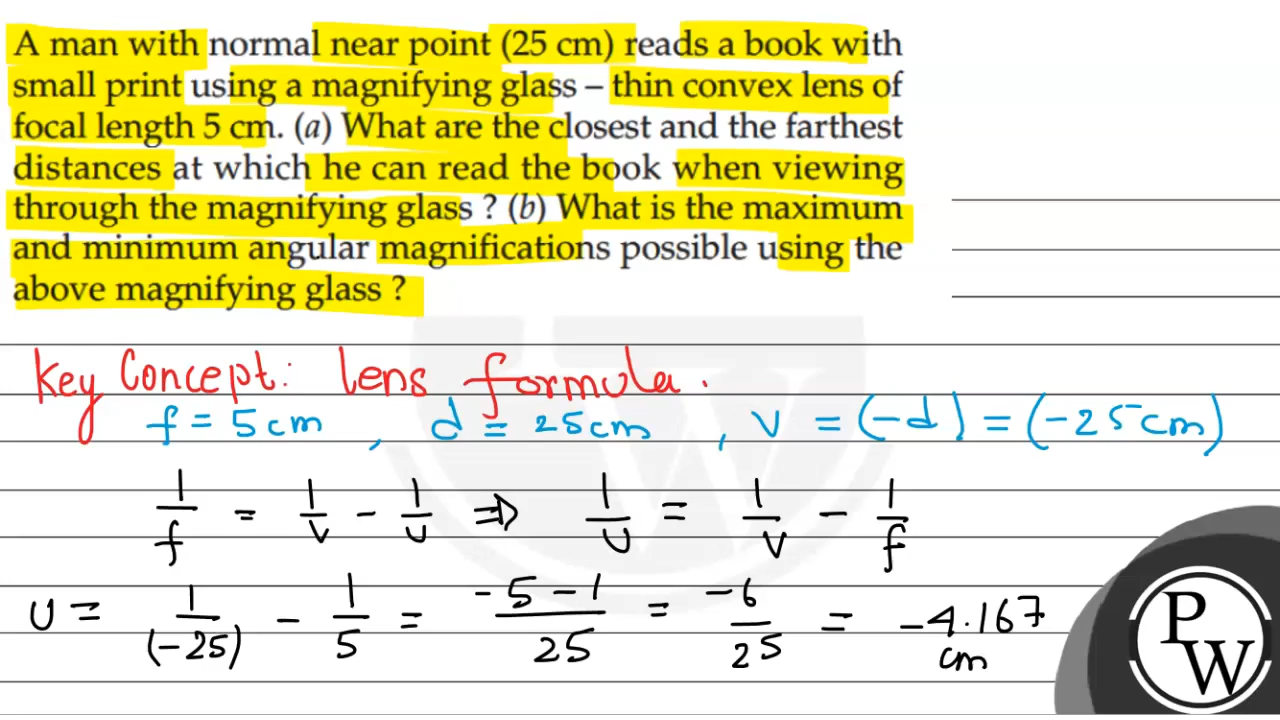 A man with normal near point (25 cm) reads a book with
small print using a magnifying glass – thin convex lens of
focal length 5 cm. (a) What are the closest and the farthest
distances at which he can read the book when viewing
through the magnifying glass ? (b) What is the maximum
and minimum angular magnifications possible using the
above magnifying glass ?
Key Concept: lens formula.
f = 5cm , d = 25cm , v = (-d) = (-25cm)
1/f = 1/v - 1/u ⇒ 1/u = 1/v - 1/f
u = 1/(-25) - 1/5 = -5-1/25 = -6/25 = -4.167 cm
PW